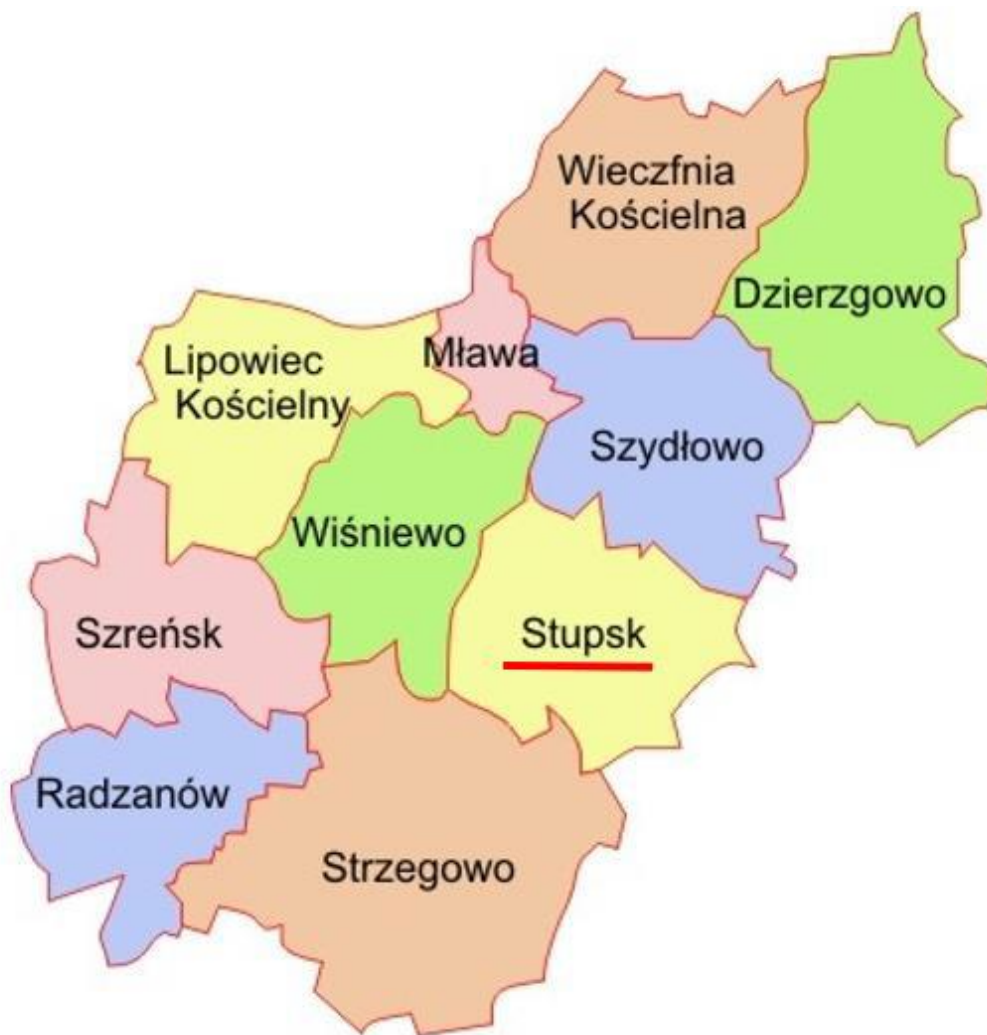 Wieczfnia
Kościelna
Dzierzgowo
Mława
Lipowiec
Kościelny
Szydłowo
Wiśniewo
Szreńsk
Stupsk
Radzanów
Strzegowo